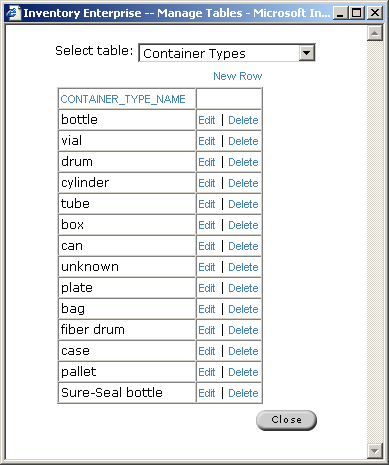 Inventory Enterprise -- Manage Tables - Microsoft In...
Select table: Container Types
New Row
CONTAINER_TYPE_NAME
bottle Edit | Delete
vial Edit | Delete
drum Edit | Delete
cylinder Edit | Delete
tube Edit | Delete
box Edit | Delete
can Edit | Delete
unknown Edit | Delete
plate Edit | Delete
bag Edit | Delete
fiber drum Edit | Delete
case Edit | Delete
pallet Edit | Delete
Sure-Seal bottle Edit | Delete
Close